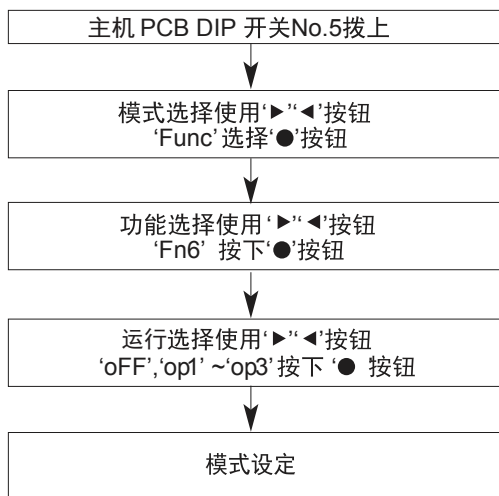 主机 PCB DIP 开关No.5拨上
模式选择使用‘▶’‘◀’按钮
‘Func’ 选择‘●’按钮
功能选择使用‘▶’‘◀’按钮
‘Fn6’ 按下‘●’按钮
运行选择使用‘▶’‘◀’按钮
‘oFF’,‘op1’ ~‘op3’ 按下 ‘● 按钮
模式设定